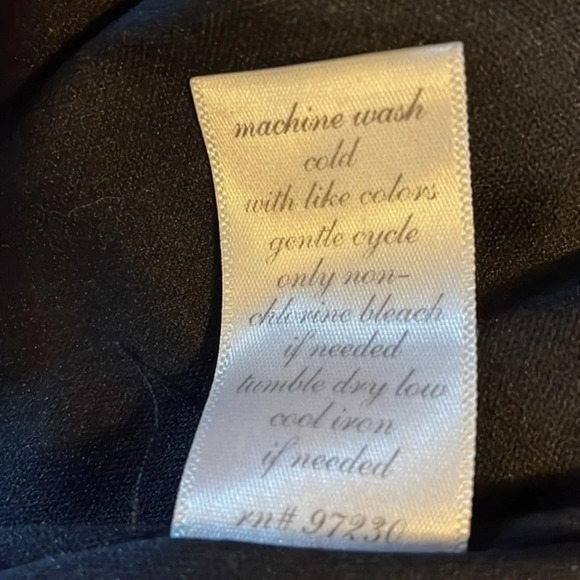 machine wash
cold
with like colors
gentle cycle
only non-
chlorine bleach
if needed
tumble dry low
cool iron
if needed
rn# 97230